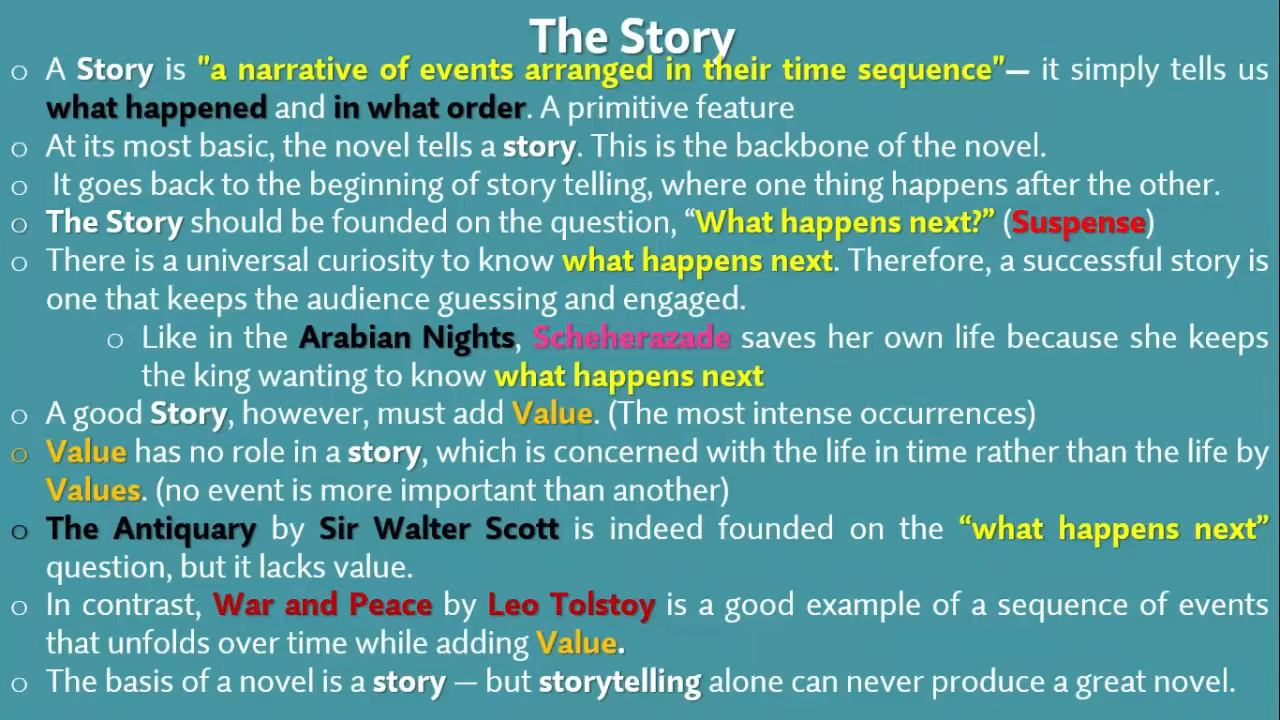 The Story
○ A Story is "a narrative of events arranged in their time sequence"— it simply tells us
what happened and in what order. A primitive feature
○ At its most basic, the novel tells a story. This is the backbone of the novel.
○ It goes back to the beginning of story telling, where one thing happens after the other.
○ The Story should be founded on the question, “What happens next?” (Suspense)
○ There is a universal curiosity to know what happens next. Therefore, a successful story is
one that keeps the audience guessing and engaged.
○ Like in the Arabian Nights, Scheherazade saves her own life because she keeps
the king wanting to know what happens next
○ A good Story, however, must add Value. (The most intense occurrences)
○ Value has no role in a story, which is concerned with the life in time rather than the life by
Values. (no event is more important than another)
○ The Antiquary by Sir Walter Scott is indeed founded on the “what happens next”
question, but it lacks value.
○ In contrast, War and Peace by Leo Tolstoy is a good example of a sequence of events
that unfolds over time while adding Value.
○ The basis of a novel is a story — but storytelling alone can never produce a great novel.